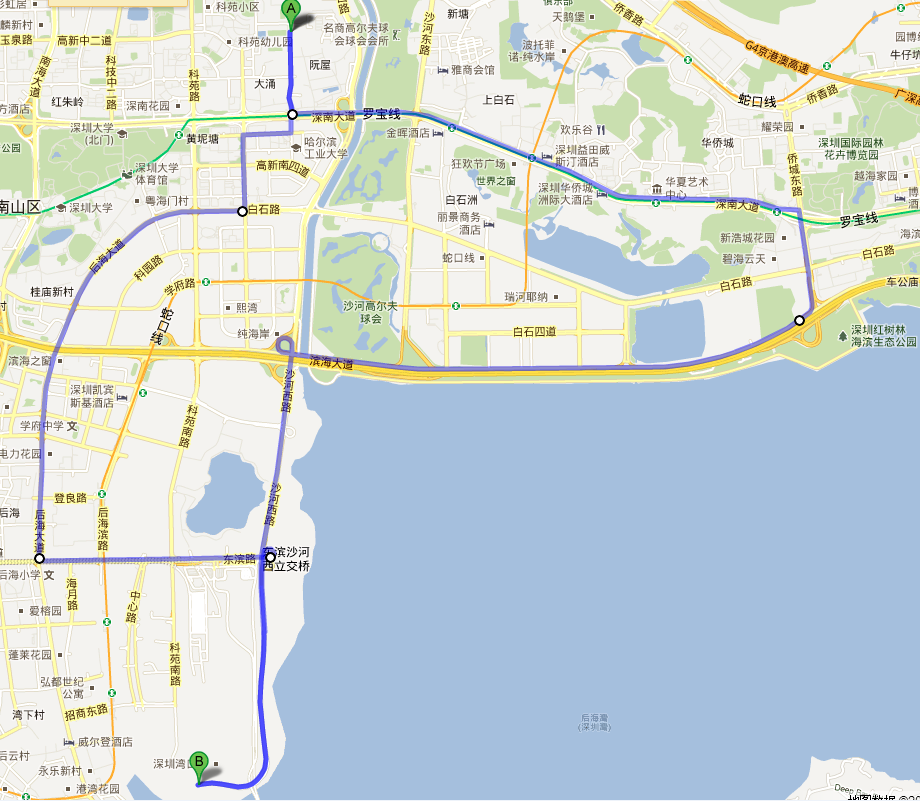 A
科苑小区
沙河东路
新塘
侨香路
天鹅堡
麟新村
玉泉路
高新中二道
科苑幼儿园
名商高尔夫
球会球会所
波托菲
诺-纯水岸
G4京港澳高速
牛仔坑
南海大道
科技中二路
科苑路
阮屋
大涌
雅商会馆
红朱岭
深南花园
上白石
蛇口线
侨香路
广深
深南大道
罗宝线
金晖酒店
深圳大学
(北门)
黄坭塘
欢乐谷
耀荣园
哈尔滨
工业大学
深圳益田威
斯汀酒店
华侨城
深圳国际园林
花卉博览园
公园
狂欢节广场
世界之窗
高新南四道
深圳大学
体育馆
华夏艺术
中心
侨城东路
越海家园
南山区
深圳大学
粤海门村
白石路
白石洲
深圳华侨城
洲际大酒店
深南大道
罗宝线
丽景商务
酒店
新浩城花园
后海大道
蛇口线
碧海云天
白石路
科园路
学府路
白石路
车公庙
桂庙新村
瑞河耶纳
熙湾
沙河高尔夫
球会
蛇口线
纯海岸
白石四道
深圳红树林
海滨生态公园
滨海之窗
滨海大道
沙河西路
深圳凯宾
斯基酒店
科苑路
学府中学
电力花园
登良路
后海
后海大道
后海滨路
沙河西路
东滨路
东滨沙河
西立交桥
后海小学
海月路
中心路
爱榕园
蓬莱花园
科苑南路
弘都世纪
公寓
湾下村
招商东路
后海灣
(深圳灣)
威尔登酒店
后云村
深圳湾
B
永乐新村
港湾花园
地图数据